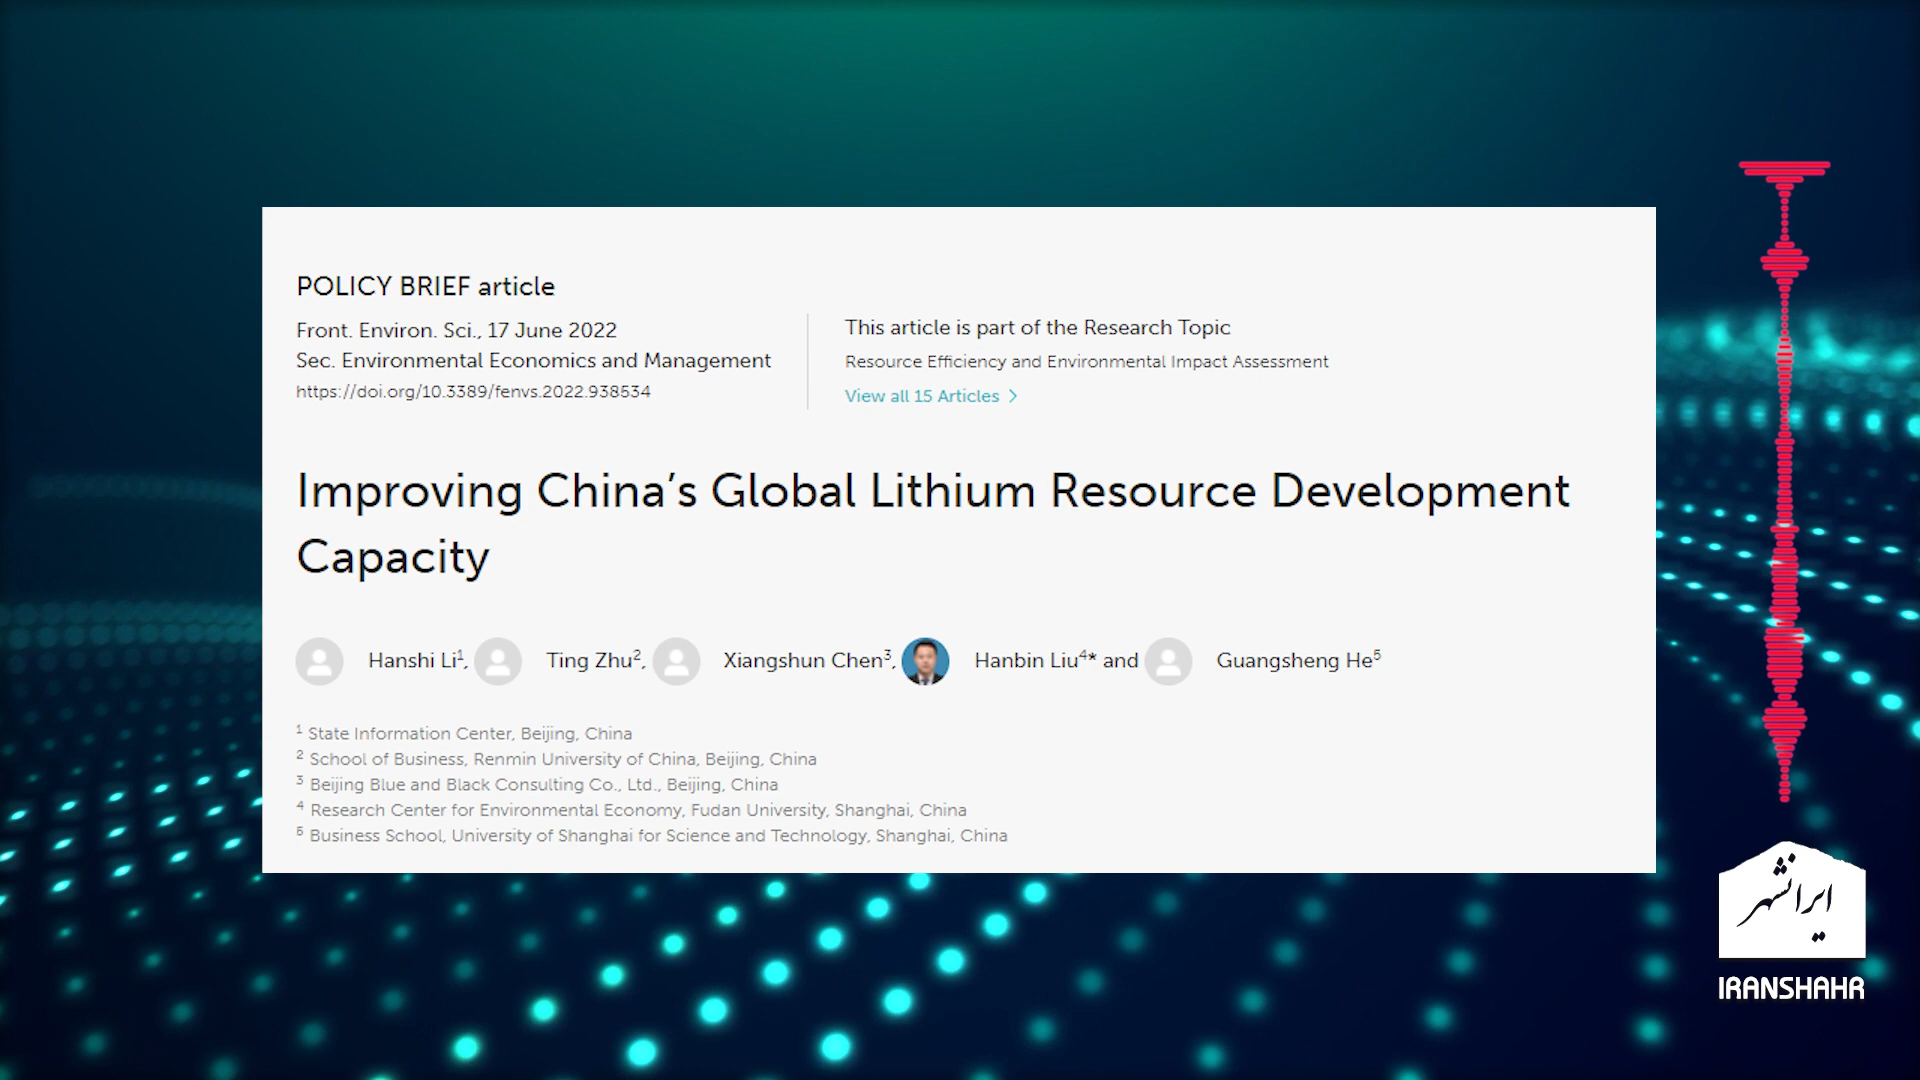 POLICY BRIEF article
Front. Environ. Sci., 17 June 2022
Sec. Environmental Economics and Management
https://doi.org/10.3389/fenvs.2022.938534
This article is part of the Research Topic
Resource Efficiency and Environmental Impact Assessment
View all 15 Articles >
Improving China’s Global Lithium Resource Development
Capacity
Hanshi Li¹, Ting Zhu², Xiangshun Chen³, Hanbin Liu⁴* and Guangsheng He⁵
¹ State Information Center, Beijing, China
² School of Business, Renmin University of China, Beijing, China
³ Beijing Blue and Black Consulting Co., Ltd., Beijing, China
⁴ Research Center for Environmental Economy, Fudan University, Shanghai, China
⁵ Business School, University of Shanghai for Science and Technology, Shanghai, China
ایرانشهر
IRANSHAHR